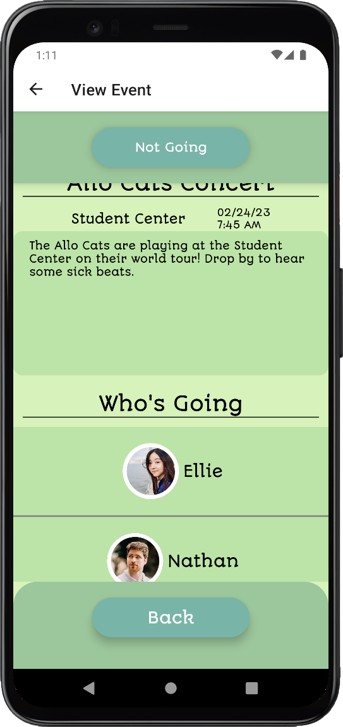 1:11
View Event
Not Going
Allo Cats Concert
Student Center
02/24/23
7:45 AM
The Allo Cats are playing at the Student
Center on their world tour! Drop by to hear
some sick beats.
Who's Going
Ellie
Nathan
Back